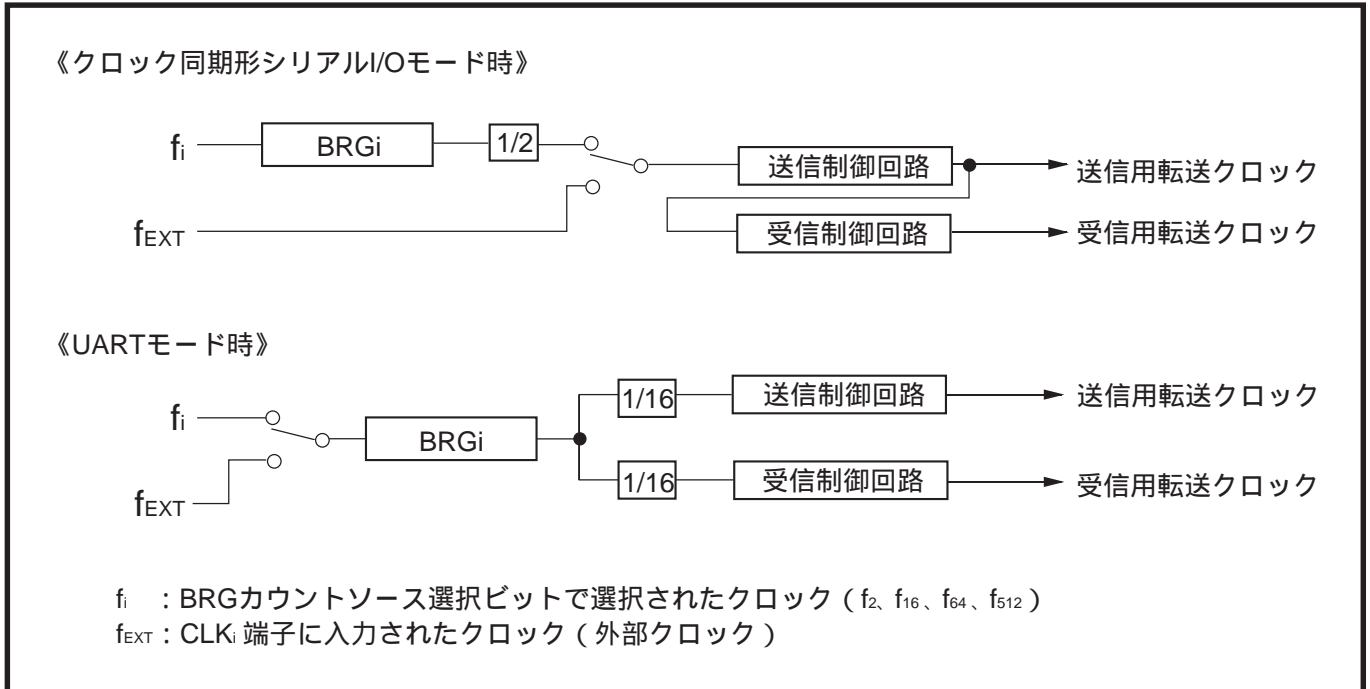 《クロック同期形シリアルI/Oモード時》
fi
BRGi
1/2
送信制御回路
送信用転送クロック
fEXT
受信制御回路
受信用転送クロック
《UARTモード時》
fi
BRGi
1/16
送信制御回路
送信用転送クロック
fEXT
1/16
受信制御回路
受信用転送クロック
fi ：BRGカウントソース選択ビットで選択されたクロック（f2、f16、f64、f512）
fEXT：CLKi 端子に入力されたクロック（外部クロック）